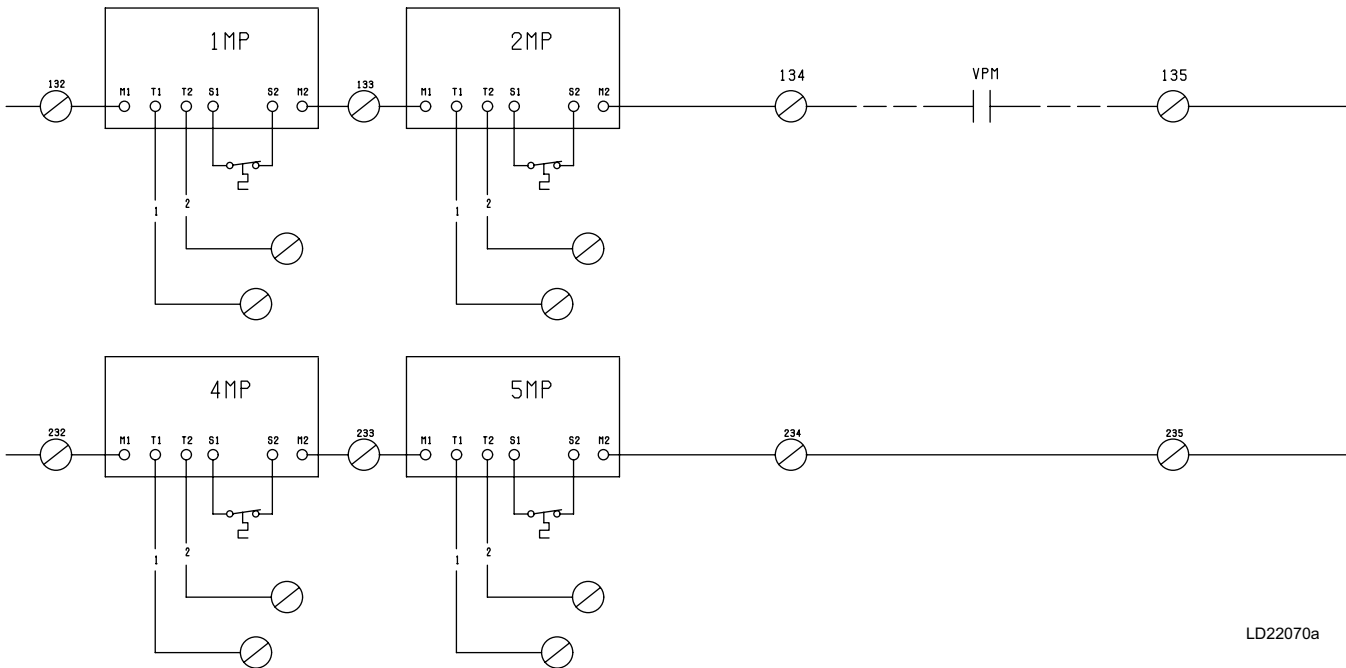 1MP 2MP
132 M1 T1 T2 S1 S2 M2 133 M1 T1 T2 S1 S2 M2 134 VPM 135
1 2 1 2
4MP 5MP
232 M1 T1 T2 S1 S2 M2 233 M1 T1 T2 S1 S2 M2 234 235
1 2 1 2
LD22070a